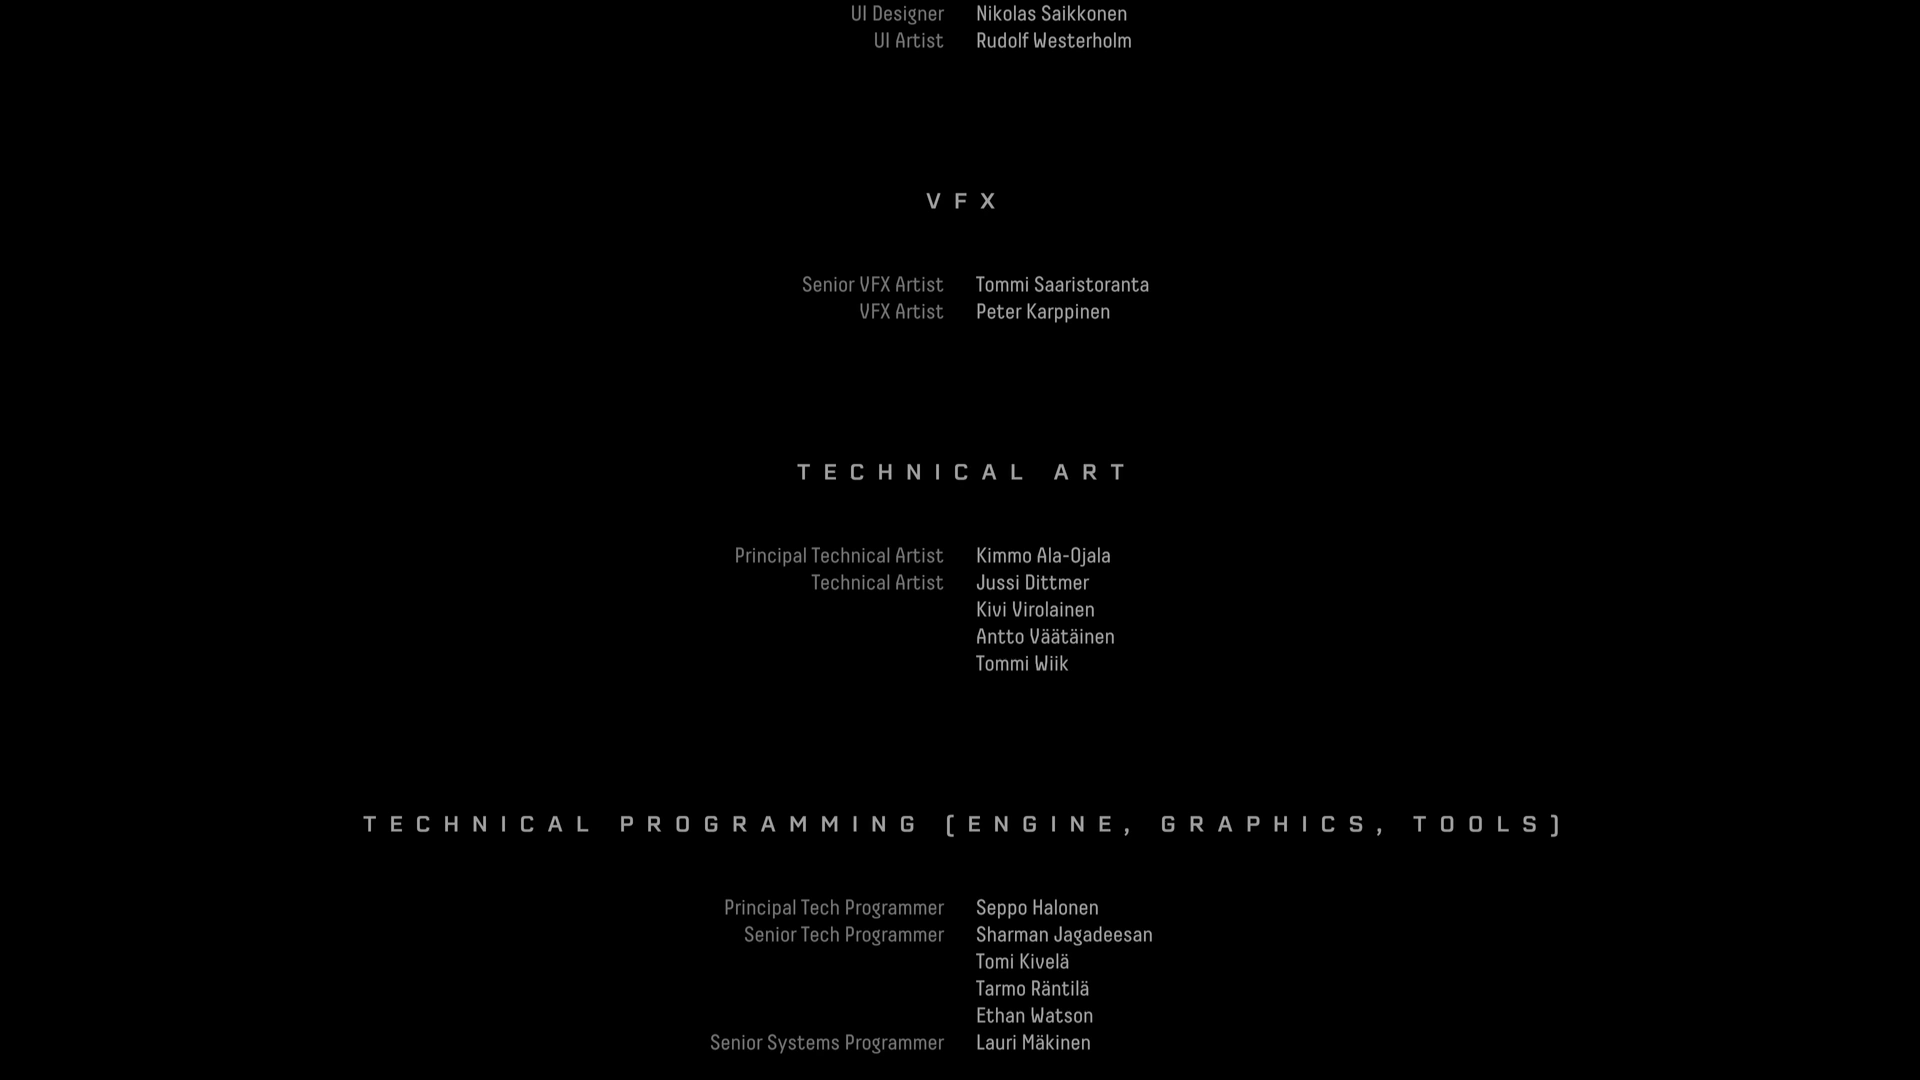 UI Designer Nikolas Saikkonen
UI Artist Rudolf Westerholm
VFX
Senior VFX Artist Tommi Saaristoranta
VFX Artist Peter Karppinen
TECHNICAL ART
Principal Technical Artist Kimmo Ala-Ojala
Technical Artist Jussi Dittmer
Kivi Virolainen
Antto Väätäinen
Tommi Wiik
TECHNICAL PROGRAMMING (ENGINE, GRAPHICS, TOOLS)
Principal Tech Programmer Seppo Halonen
Senior Tech Programmer Sharman Jagadeesan
Tomi Kivelä
Tarmo Räntilä
Ethan Watson
Senior Systems Programmer Lauri Mäkinen